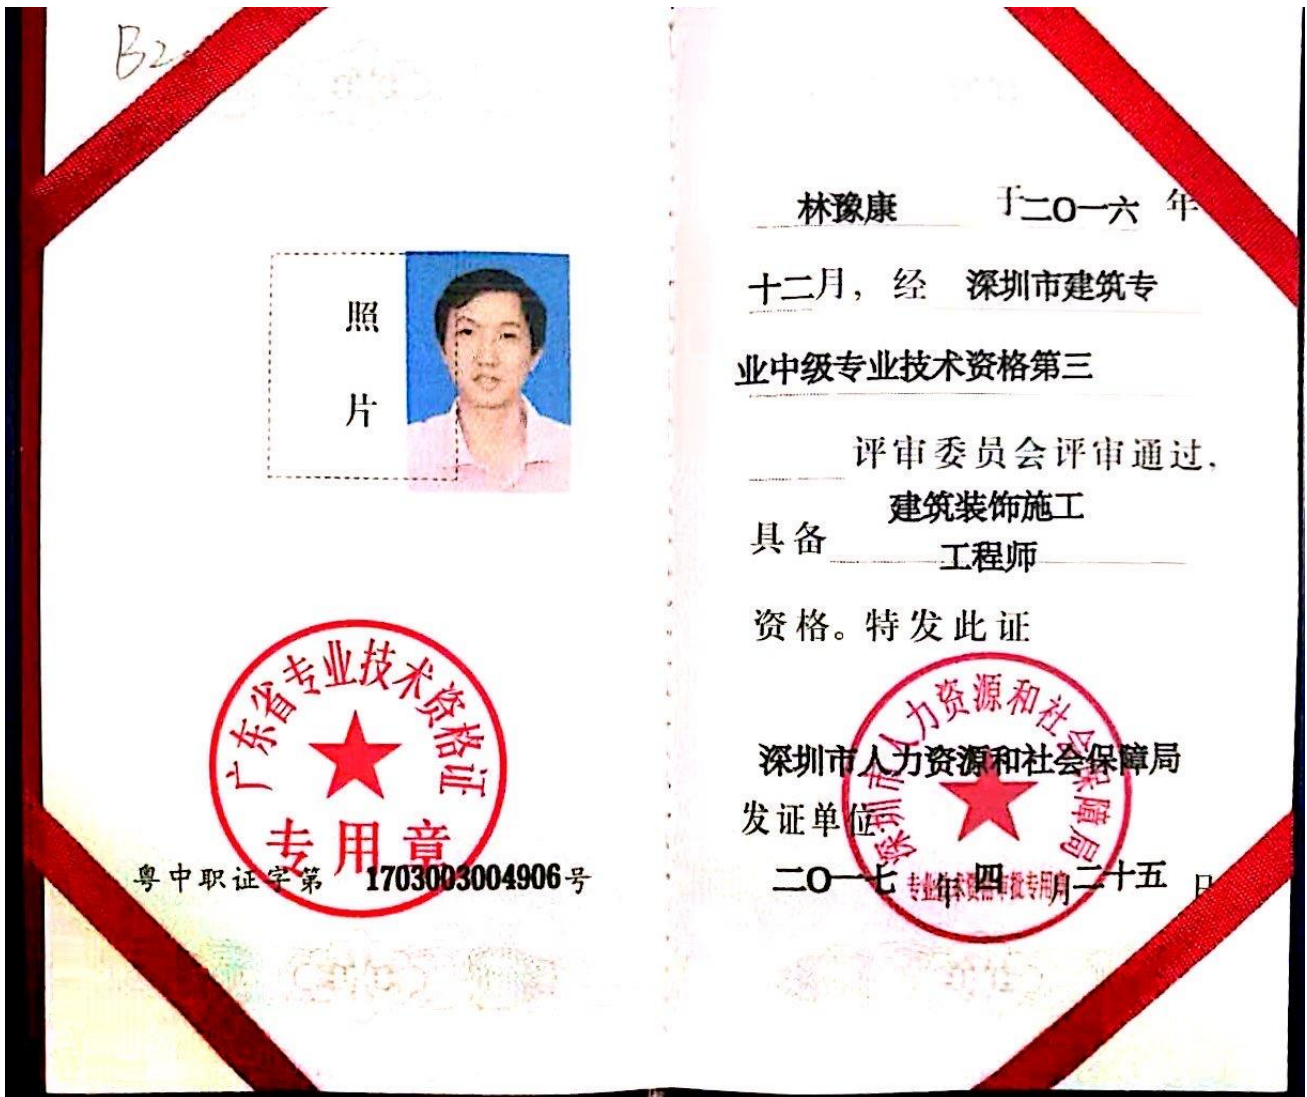 B2
照
片
广东省专业技术资格证
专用章
粤中职证字第 1703003004906号
林豫康 于二〇一六 年
十二月，经 深圳市建筑专
业中级专业技术资格第三
评审委员会评审通过，
具备 建筑装饰施工
工程师
资格。特发此证
深圳市人力资源和社会保障局
深圳市人力资源和社会保障局
发证单位
二〇一七年四月二十五日